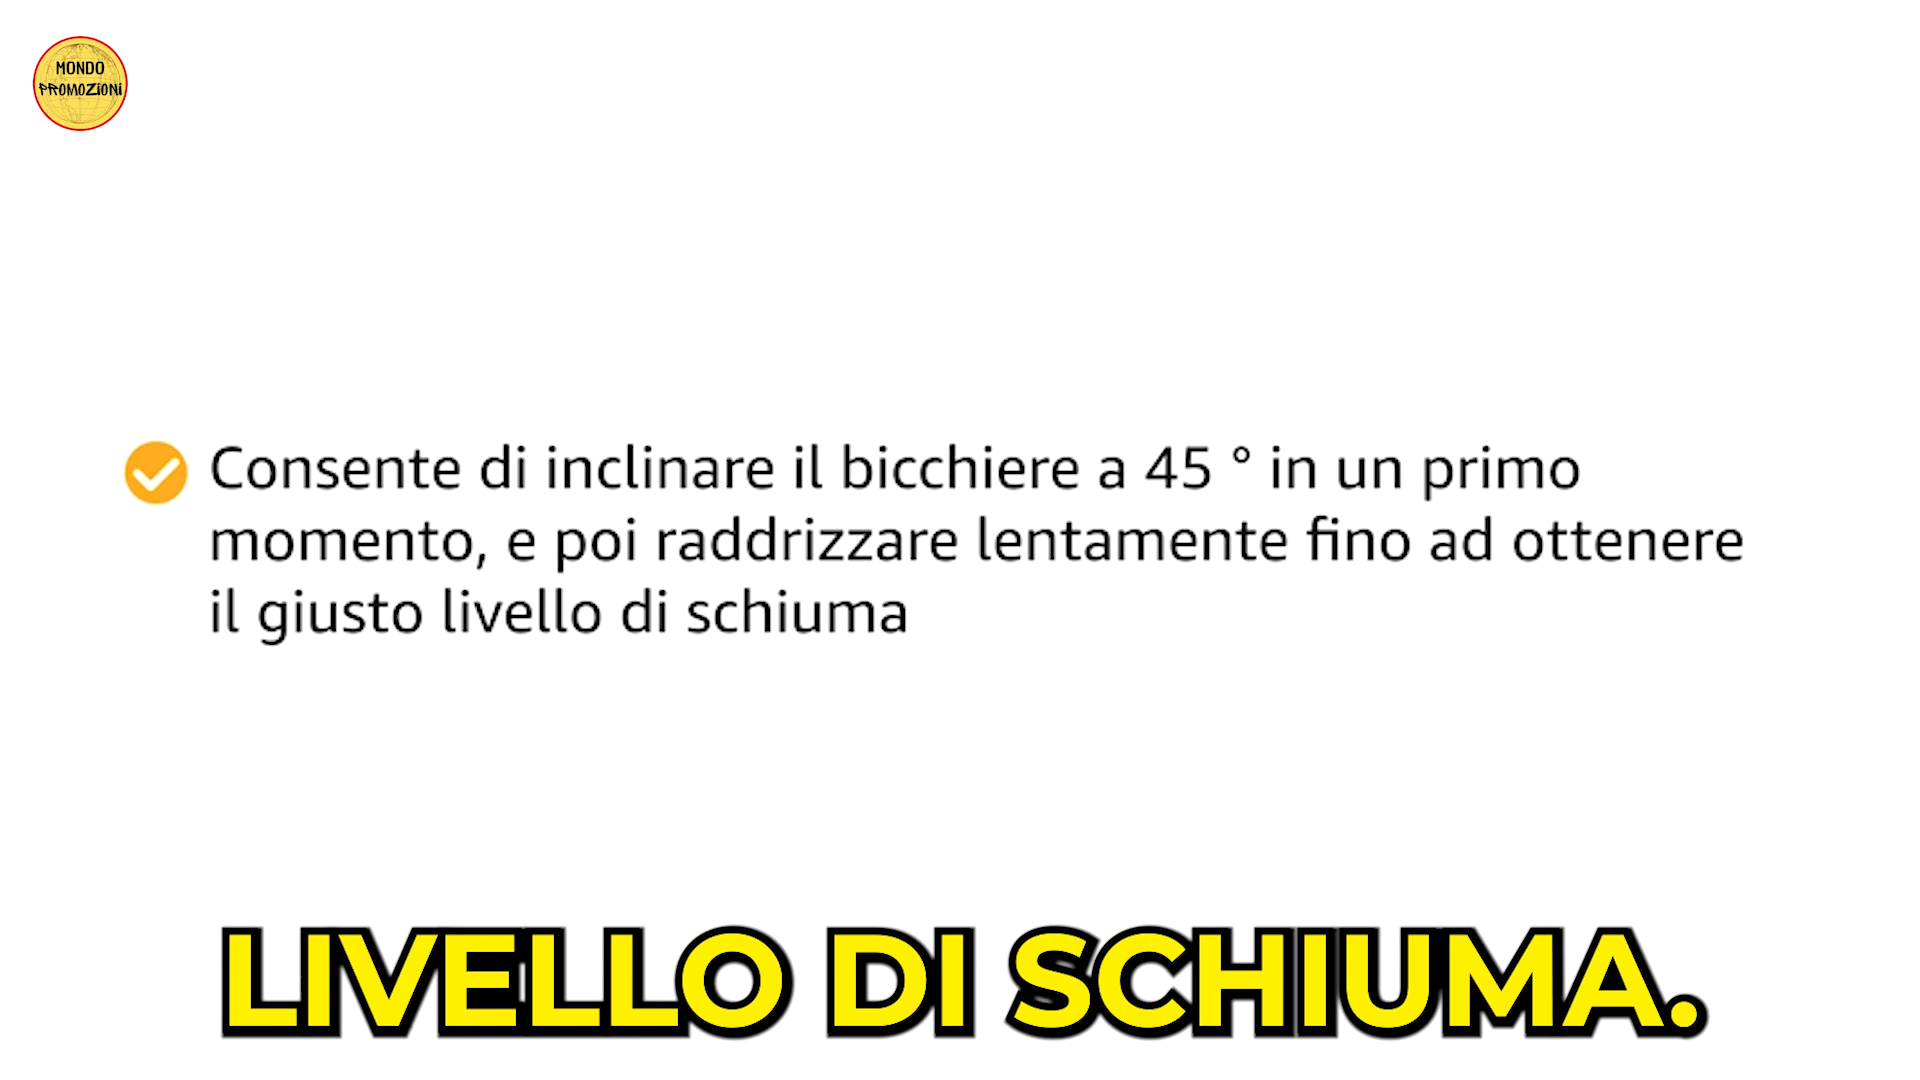 MONDO
PROMOZIONI
Consente di inclinare il bicchiere a 45 ° in un primo
momento, e poi raddrizzare lentamente fino ad ottenere
il giusto livello di schiuma
LIVELLO DI SCHIUMA.